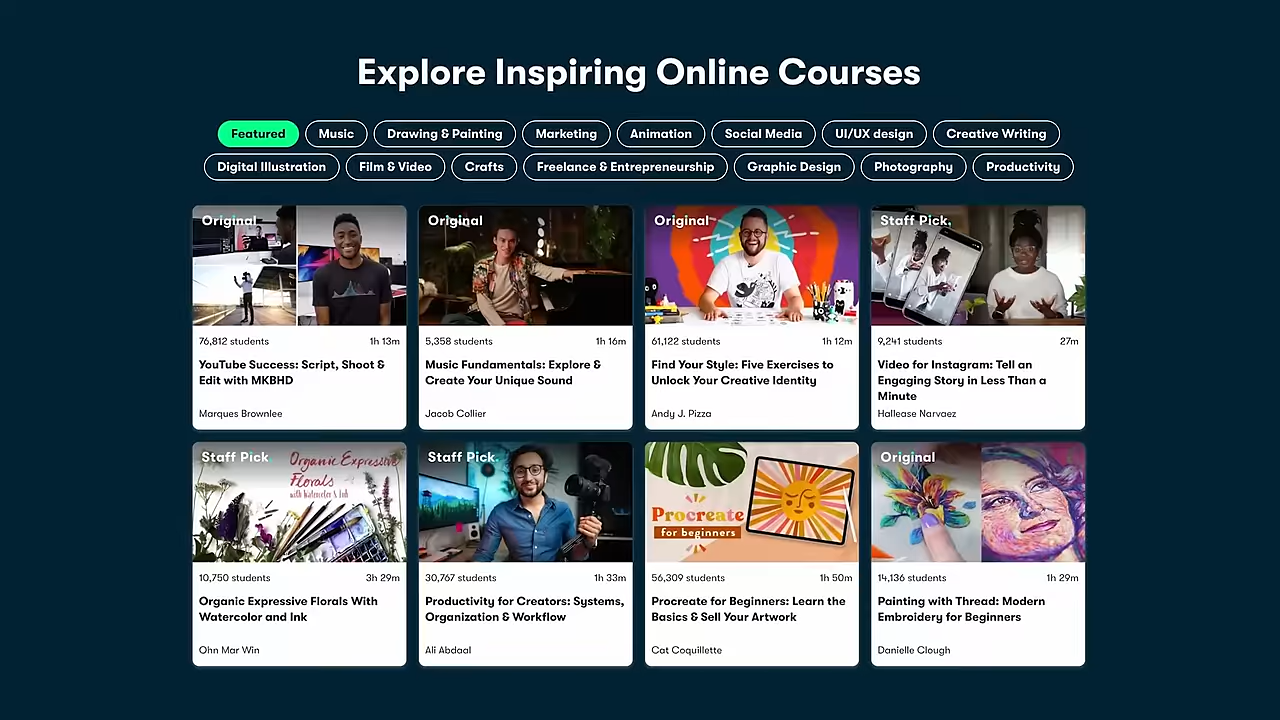 Explore Inspiring Online Courses
Featured
Music
Drawing & Painting
Marketing
Animation
Social Media
UI/UX design
Creative Writing
Digital Illustration
Film & Video
Crafts
Freelance & Entrepreneurship
Graphic Design
Photography
Productivity
Original
76,812 students
1h 13m
YouTube Success: Script, Shoot &
Edit with MKBHD
Marques Brownlee
Original
5,358 students
1h 16m
Music Fundamentals: Explore &
Create Your Unique Sound
Jacob Collier
Original
61,122 students
1h 12m
Find Your Style: Five Exercises to
Unlock Your Creative Identity
Andy J. Pizza
Staff Pick
9,241 students
27m
Video for Instagram: Tell an
Engaging Story in Less Than a
Minute
Hallease Narvaez
Staff Pick
Organic Expressive
Florals
with Watercolor & Ink
10,750 students
3h 29m
Organic Expressive Florals With
Watercolor and Ink
Ohn Mar Win
Staff Pick
30,767 students
1h 33m
Productivity for Creators: Systems,
Organization & Workflow
Ali Abdaal
Procreate
for beginners
56,309 students
1h 50m
Procreate for Beginners: Learn the
Basics & Sell Your Artwork
Cat Coquillette
Original
14,136 students
1h 29m
Painting with Thread: Modern
Embroidery for Beginners
Danielle Clough